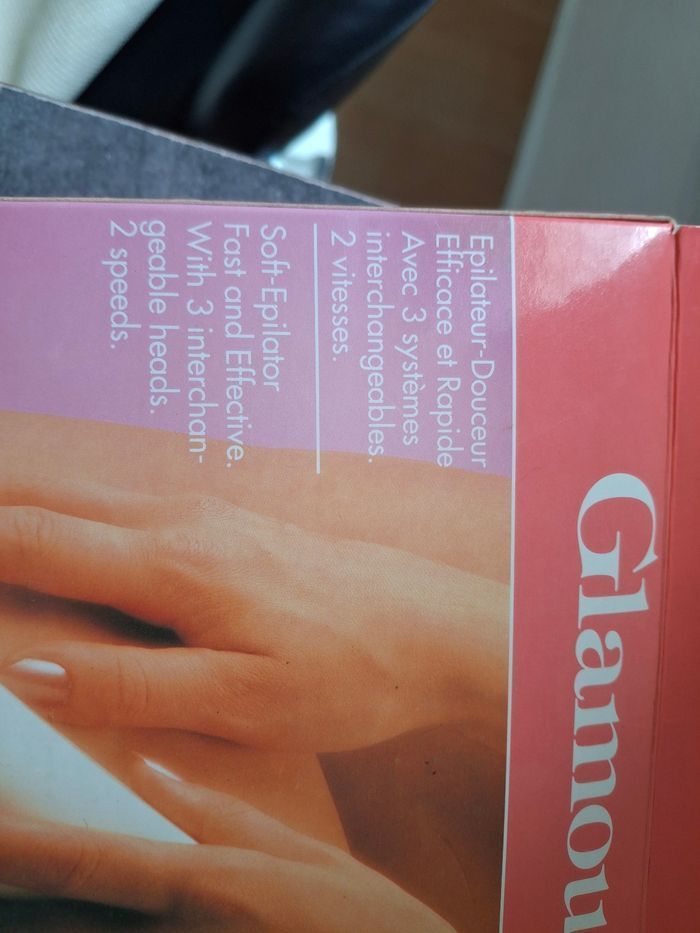 Glamou
Epilateur-Douceur
Efficace et Rapide
Avec 3 systèmes
interchangeables.
2 vitesses.
Soft-Epilator
Fast and Effective.
With 3 interchan-
geable heads.
2 speeds.